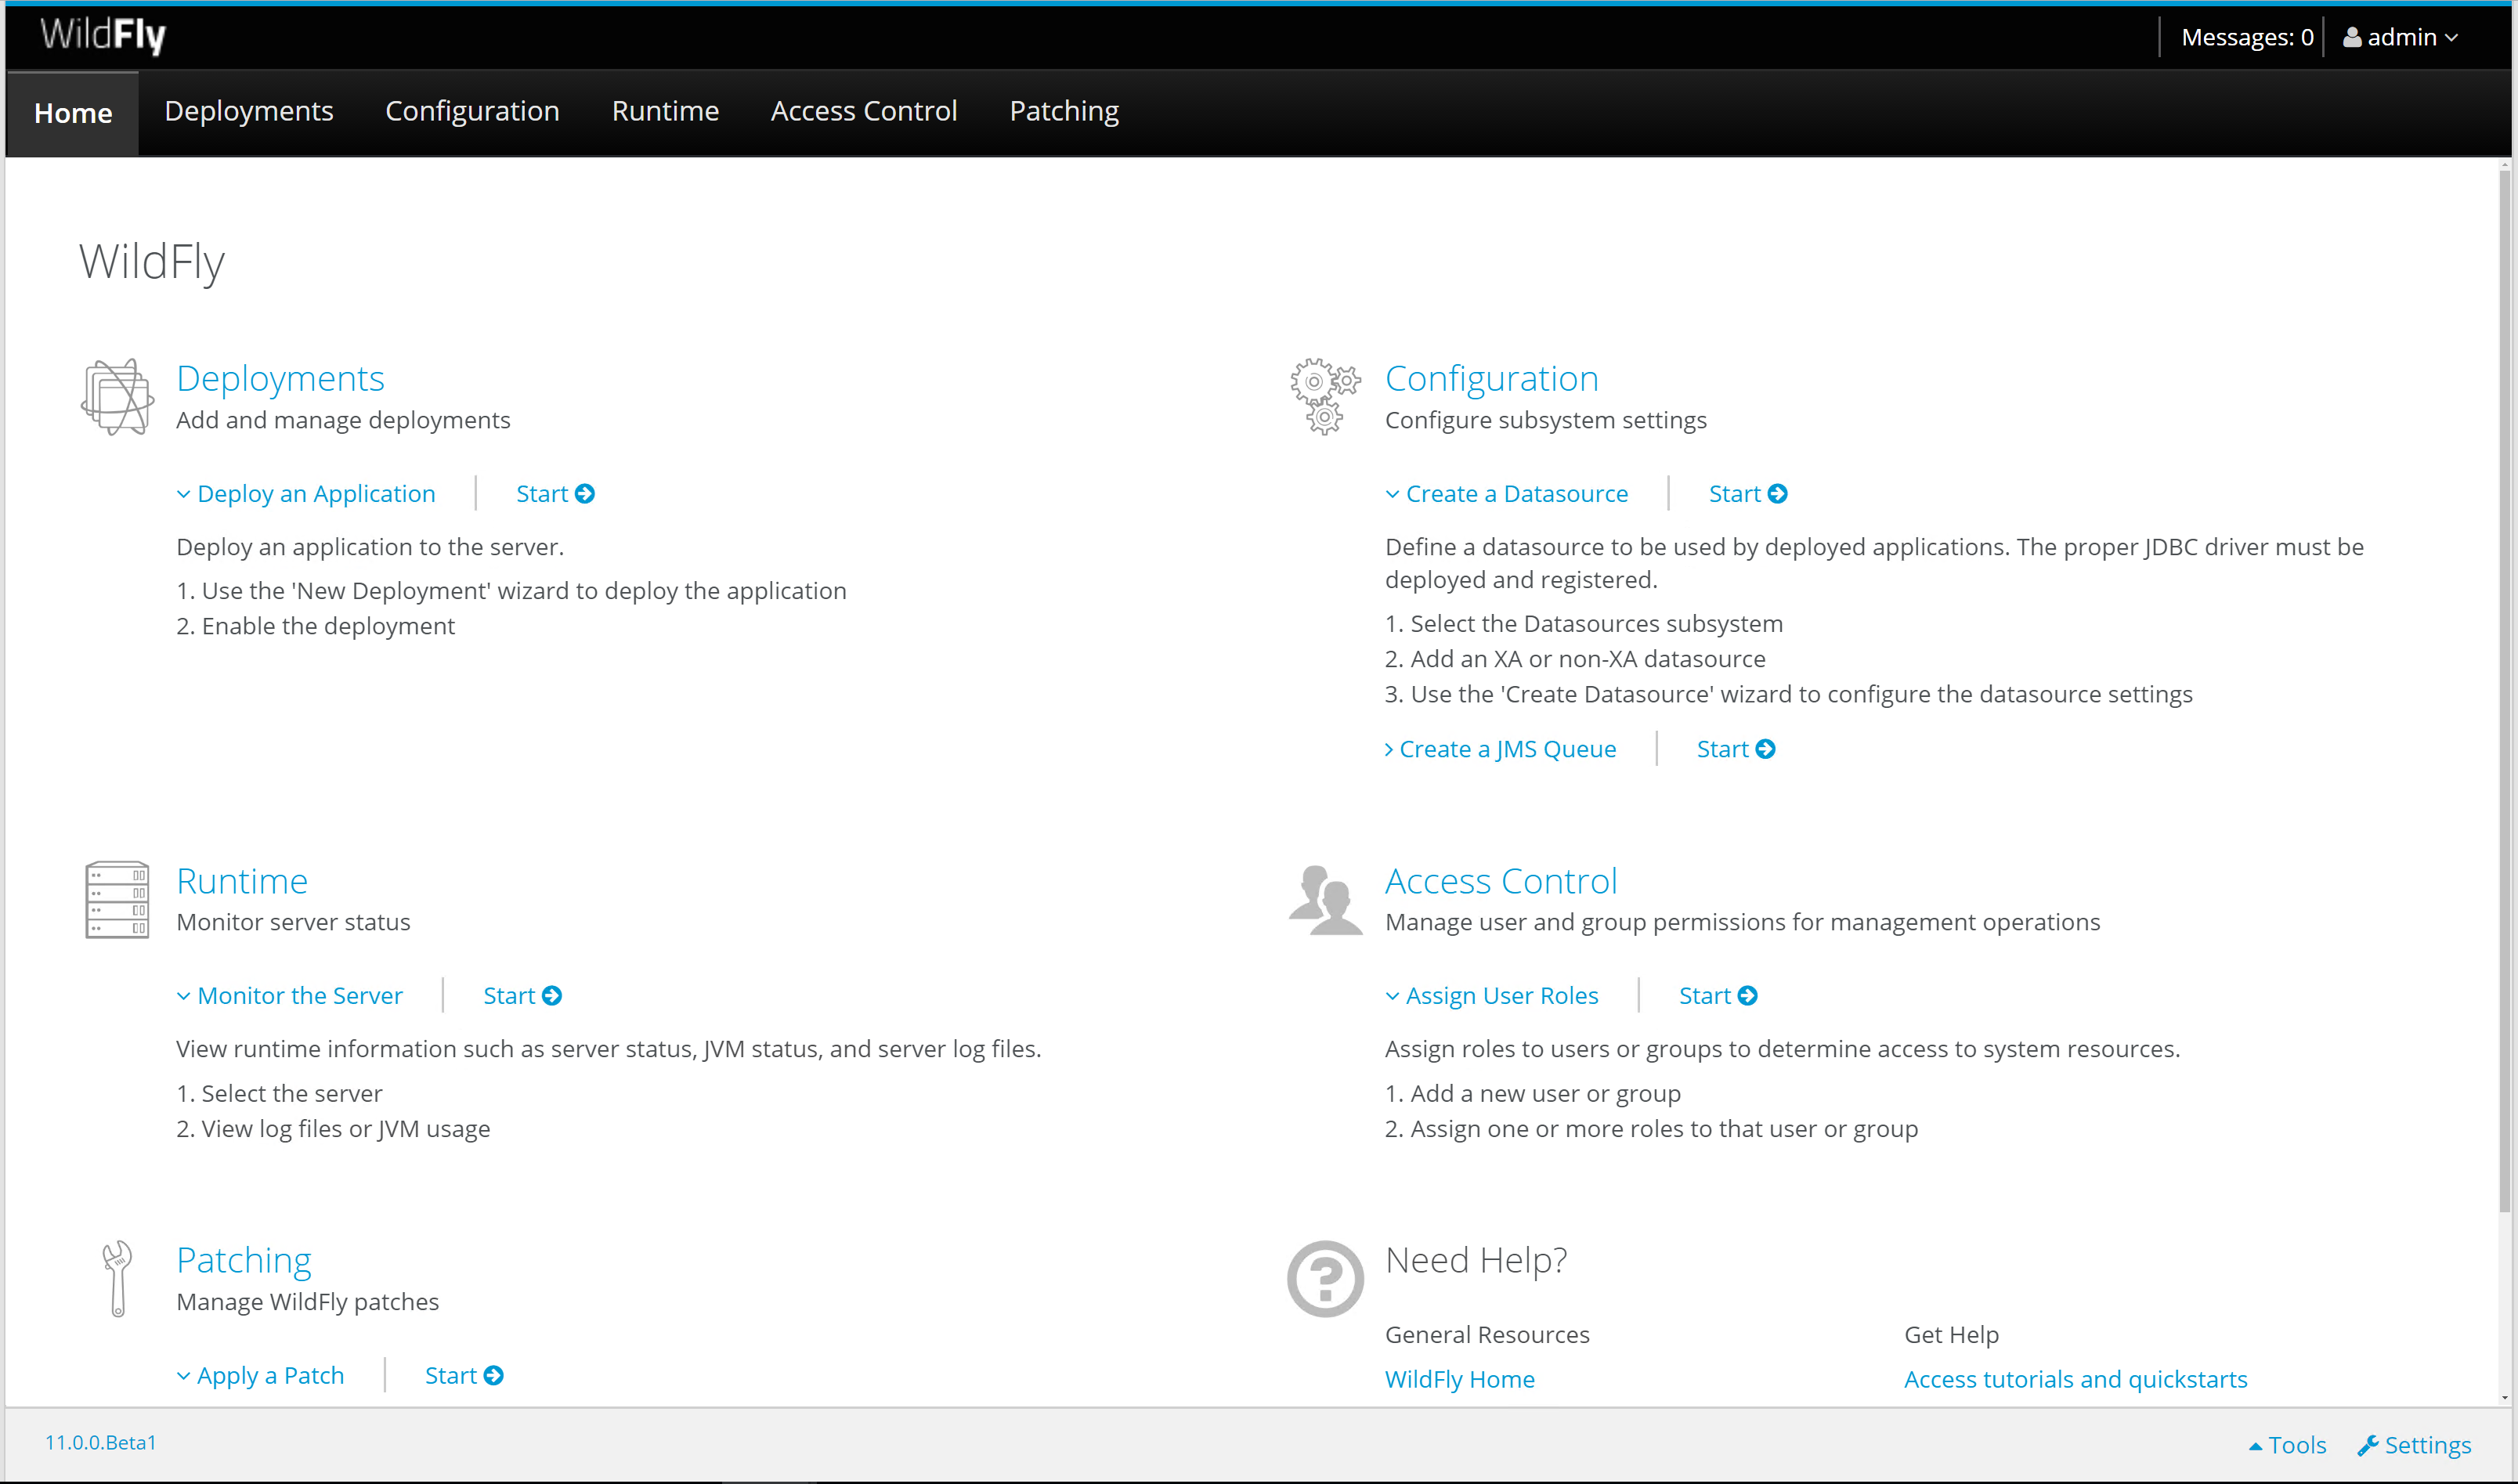 WildFly
Messages: 0
admin
Home
Deployments
Configuration
Runtime
Access Control
Patching
WildFly
Deployments
Add and manage deployments
Deploy an Application
Start
Deploy an application to the server.
1. Use the 'New Deployment' wizard to deploy the application
2. Enable the deployment
Configuration
Configure subsystem settings
Create a Datasource
Start
Define a datasource to be used by deployed applications. The proper JDBC driver must be
deployed and registered.
1. Select the Datasources subsystem
2. Add an XA or non-XA datasource
3. Use the 'Create Datasource' wizard to configure the datasource settings
Create a JMS Queue
Start
Runtime
Monitor server status
Monitor the Server
Start
View runtime information such as server status, JVM status, and server log files.
1. Select the server
2. View log files or JVM usage
Access Control
Manage user and group permissions for management operations
Assign User Roles
Start
Assign roles to users or groups to determine access to system resources.
1. Add a new user or group
2. Assign one or more roles to that user or group
Patching
Manage WildFly patches
Apply a Patch
Start
Need Help?
General Resources
WildFly Home
Get Help
Access tutorials and quickstarts
11.0.0.Beta1
Tools
Settings